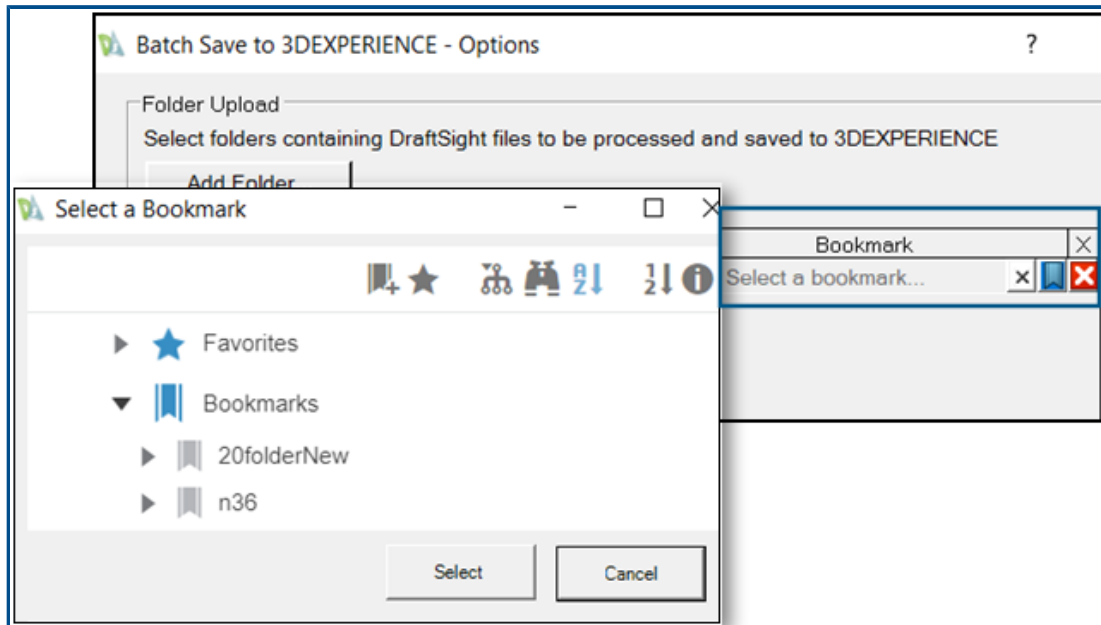 Batch Save to 3DEXPERIENCE - Options ?
Folder Upload
Select folders containing DraftSight files to be processed and saved to 3DEXPERIENCE
Add Folder
Select a Bookmark
Bookmark
Select a bookmark...
Favorites
Bookmarks
20folderNew
n36
Select
Cancel